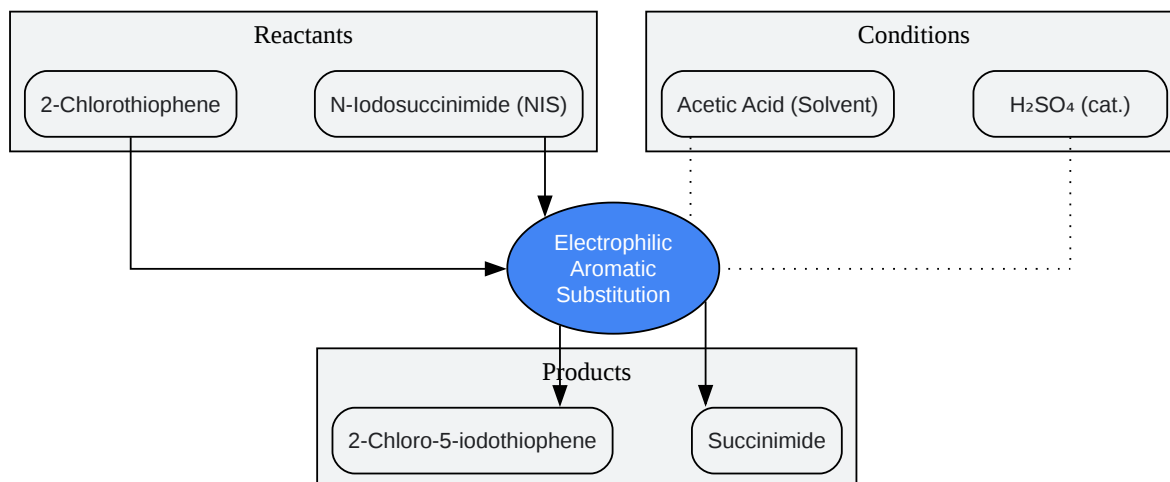 Reactants
Conditions
2-Chlorothiophene
N-Iodosuccinimide (NIS)
Acetic Acid (Solvent)
H₂SO₄ (cat.)
Electrophilic
Aromatic
Substitution
Products
2-Chloro-5-iodothiophene
Succinimide